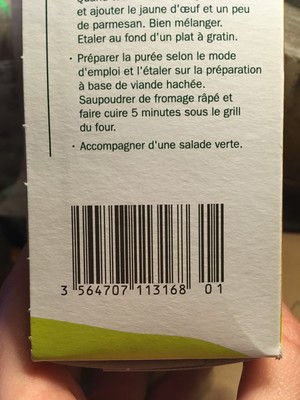 et ajouter le jaune d'œuf et un peu
de parmesan. Bien mélanger.
Etaler au fond d'un plat à gratin.
· Préparer la purée selon le mode
d'emploi et l'étaler sur la préparation
à base de viande hachée.
Saupoudrer de fromage râpé et
faire cuire 5 minutes sous le grill
du four.
· Accompagner d'une salade verte.
3 564707 113168 01